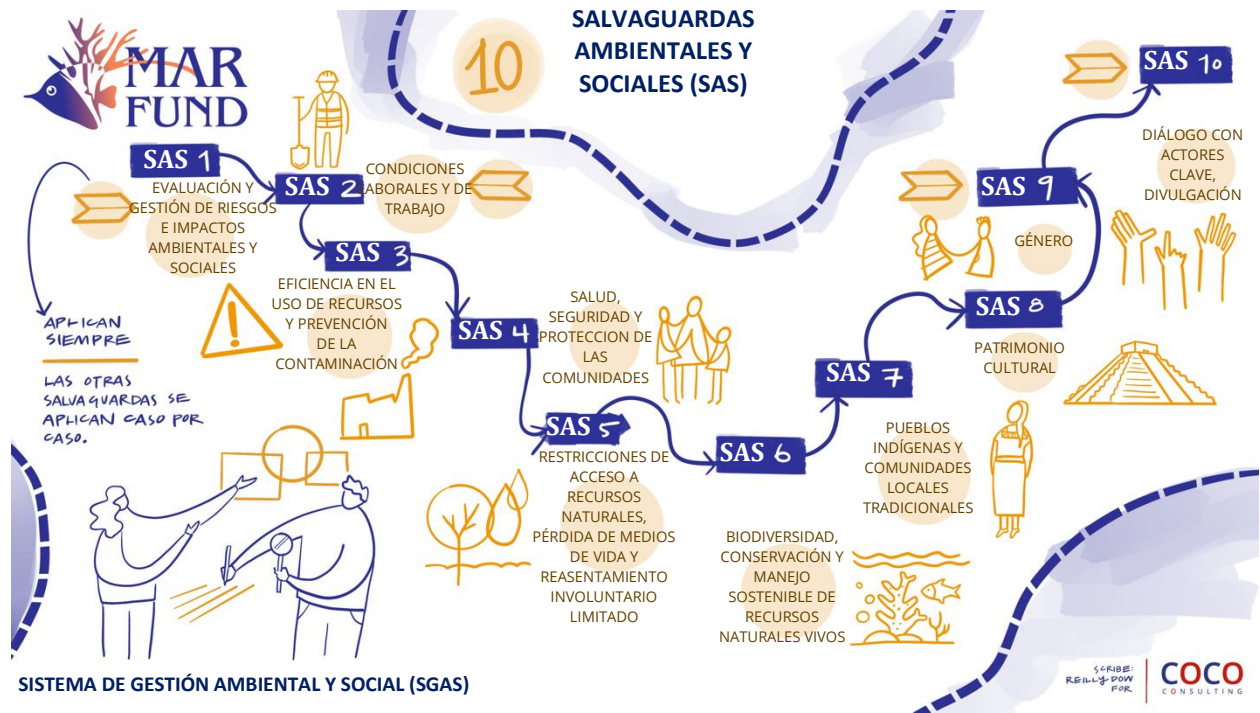 MAR
FUND
10
SALVAGUARDAS
AMBIENTALES Y
SOCIALES (SAS)
SAS 1
EVALUACIÓN Y
GESTIÓN DE RIESGOS
E IMPACTOS
AMBIENTALES Y
SOCIALES
SAS 2
CONDICIONES
LABORALES Y DE
TRABAJO
SAS 3
EFICIENCIA EN EL
USO DE RECURSOS
Y PREVENCIÓN
DE LA
CONTAMINACIÓN
SAS 4
SALUD,
SEGURIDAD Y
PROTECCION DE
LAS
COMUNIDADES
SAS 5
RESTRICCIONES DE
ACCESO A
RECURSOS
NATURALES,
PÉRDIDA DE MEDIOS
DE VIDA Y
REASENTAMIENTO
INVOLUNTARIO
LIMITADO
SAS 6
BIODIVERSIDAD,
CONSERVACIÓN Y
MANEJO
SOSTENIBLE DE
RECURSOS
NATURALES VIVOS
SAS 7
PUEBLOS
INDÍGENAS Y
COMUNIDADES
LOCALES
TRADICIONALES
SAS 8
PATRIMONIO
CULTURAL
SAS 9
GÉNERO
SAS 10
DIÁLOGO CON
ACTORES
CLAVE,
DIVULGACIÓN
APLICAN
SIEMPRE
LAS OTRAS
SALVAGUARDAS SE
APLICAN CASO POR
CASO.
SISTEMA DE GESTIÓN AMBIENTAL Y SOCIAL (SGAS)
SCRIBE:
REILLY DOW
FOR
COCO
CONSULTING